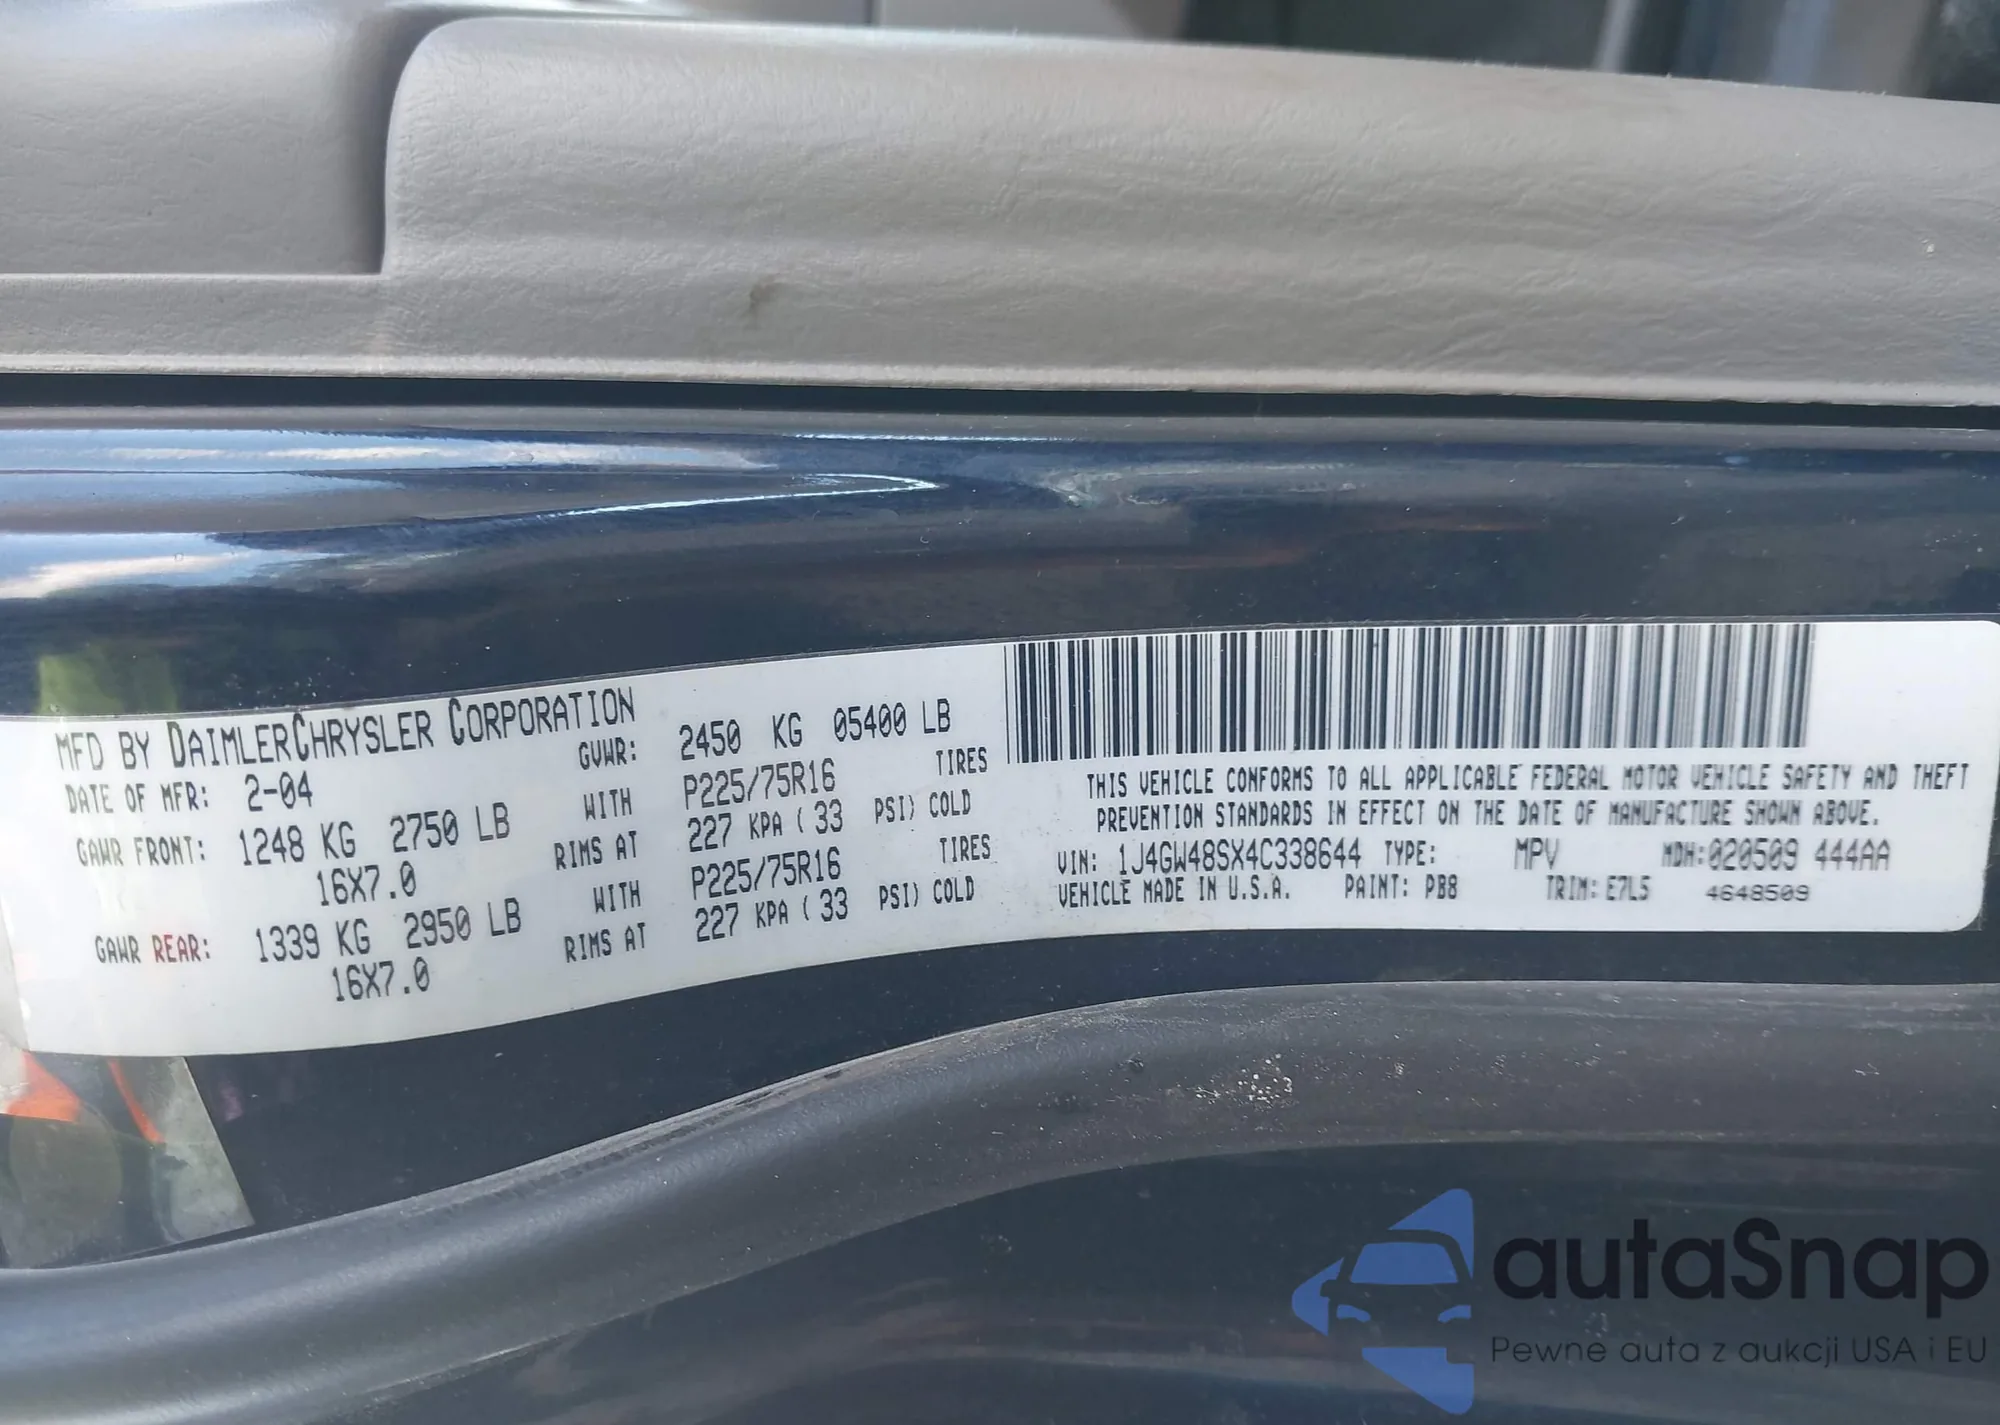 MFD BY DAIMLERCHRYSLER CORPORATION
DATE OF MFR: 2-04 GVWR: 2450 KG 05400 LB
GAWR FRONT: 1248 KG 2750 LB WITH P225/75R16 TIRES
16X7.0 RIMS AT 227 KPA ( 33 PSI) COLD
GAWR REAR: 1339 KG 2950 LB WITH P225/75R16 TIRES
16X7.0 RIMS AT 227 KPA ( 33 PSI) COLD
THIS VEHICLE CONFORMS TO ALL APPLICABLE FEDERAL MOTOR VEHICLE SAFETY AND THEFT
PREVENTION STANDARDS IN EFFECT ON THE DATE OF MANUFACTURE SHOWN ABOVE.
VIN: 1J4GW48SX4C338644 TYPE: MPV MDH:020509 444AA
VEHICLE MADE IN U.S.A. PAINT: PB8 TRIM: E7L5 4648509
autaSnap
Pewne auta z aukcji USA i EU